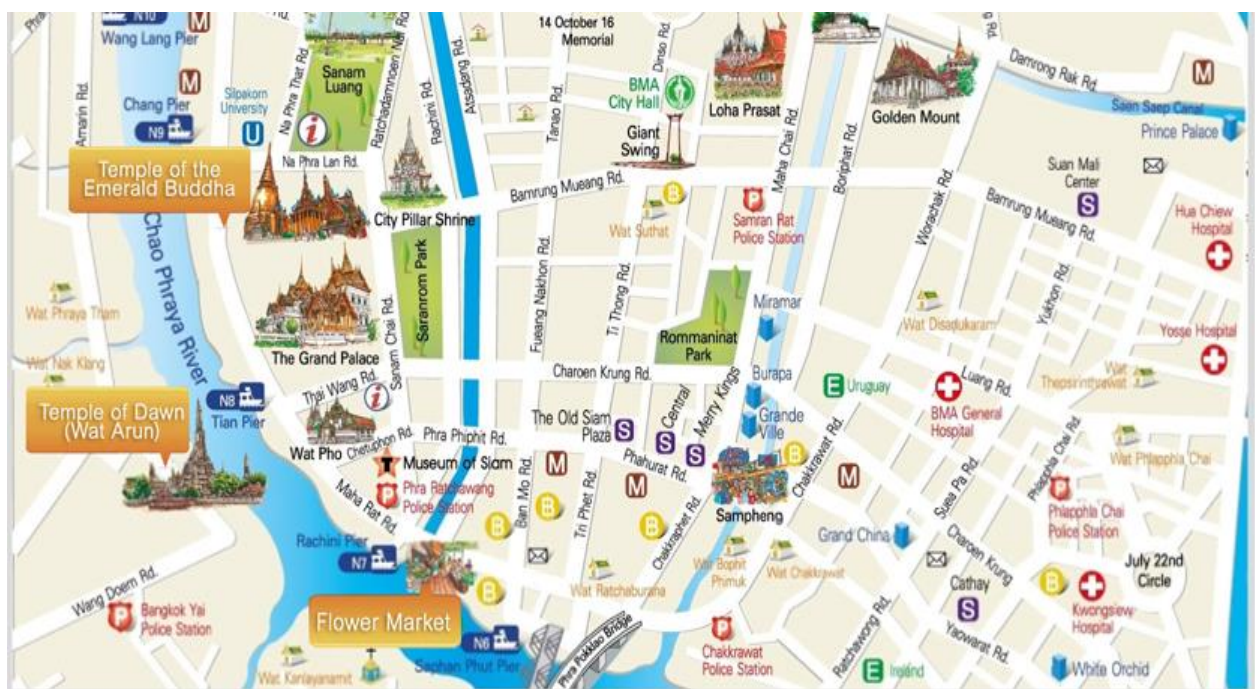 N10
Wang Lang Pier
M
M
Chang Pier
N9
Amarin Rd.
Silpakorn
University
U
Na Phra That Rd.
Sanam
Luang
i
Na Phra Lan Rd.
Rachini Rd.
Atsadang Rd.
14 October 16
Memorial
Dinso Rd.
Tanao Rd.
BMA
City Hall
Giant
Swing
Loha Prasat
Maha Chai Rd.
Boriphat Rd.
Golden Mount
Damrong Rak Rd.
M
Saen Saep Canal
Prince Palace
Suan Mali
Center
S
Hua Chiew
Hospital
Temple of the
Emerald Buddha
City Pillar Shrine
Bamrung Mueang Rd.
B
Wat Suthat
P
Samran Rat
Police Station
Worachak Rd.
Bamrung Mueang Rd.
Chao Phraya River
Saranrom Park
Fueang Nakhon Rd.
Ti Thong Rd.
Yukhon Rd.
Wat Phraya Tham
The Grand Palace
Sanam Chai Rd.
Miramar
Rommaninat
Park
Wat Disanukaram
Yosse Hospital
Wat Nak Klang
Charoen Krung Rd.
Burapa
E
Uruguay
Luang Rd.
Wat
Thepsirinthrawat
BMA General
Hospital
Thai Wang Rd.
i
N8
Tian Pier
Temple of Dawn
(Wat Arun)
Wat Pho
Chetuphon Rd.
Phra Phiphit Rd.
The Old Siam
Plaza
S
Central
S
Merry Kings
S
Grande
Ville
B
Chakkrawat Rd.
Phlapphla Chai Rd.
Wat Phlapphla Chai
T
Museum of Siam
P
Phra Ratchawang
Police Station
Maha Rat Rd.
Ban Mo Rd.
M
B
B
Tri Phet Rd.
Phahurat Rd.
M
B
Chakkraphet Rd.
Sampheng
M
Suea Pa Rd.
P
Phlapphla Chai
Police Station
Rachini Pier
N7
Grand China
Charoen Krung
July 22nd
Circle
Wat Bophit
Phimuk
Wat Chakkrawat
Cathay
S
B
Kwongsiew
Hospital
Wang Doem Rd.
P
Bangkok Yai
Police Station
Flower Market
B
Wat Ratchaburana
N6
Saphan Phut Pier
Phra Pokklao Bridge
P
Chakkrawat
Police Station
Ratchawong Rd.
Yaowarat Rd.
E
Ireland
White Orchid
Wat Kanlayanamit